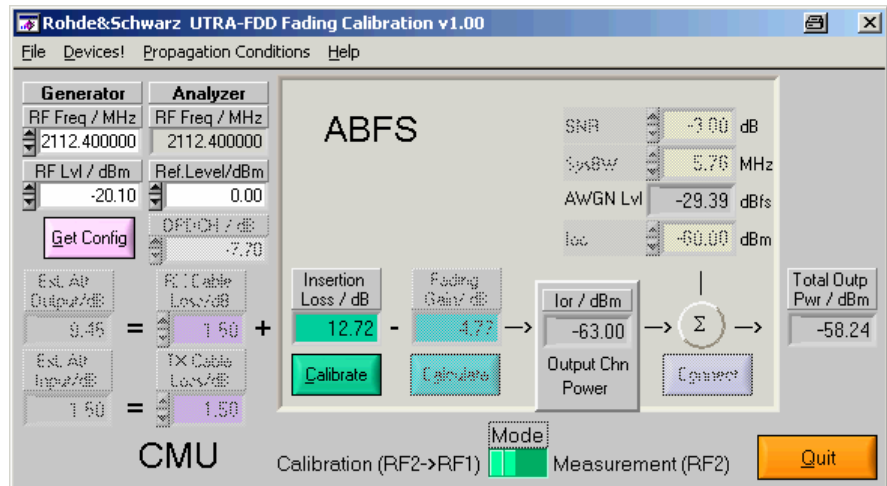 Rohde&Schwarz UTRA-FDD Fading Calibration v1.00
File Devices! Propagation Conditions Help
Generator
Analyzer
RF Freq / MHz
RF Freq / MHz
2112.400000
2112.400000
RF Lvl / dBm
Ref.Level/dBm
-20.10
0.00
Get Config
DPDCH / dB
-7.70
Ext. Att
Output/dB
Cable
Loss/dB
= 1.50 +
Ext. Att
Input/dB
TX Cable
Loss/dB
1.50 = 1.50
CMU
ABFS
SNR -3.00 dB
SysBW 5.76 MHz
AWGN Lvl -29.39 dBfs
Ioc -60.00 dBm
Insertion
Loss / dB
12.72 -
Calibrate
Fading
Gain/ dB
4.77
Calculate
Ior / dBm
-63.00
Output Chn
Power
Σ
Connect
Total Outp
Pwr / dBm
-58.24
Mode
Calibration (RF2->RF1)
Measurement (RF2)
Quit